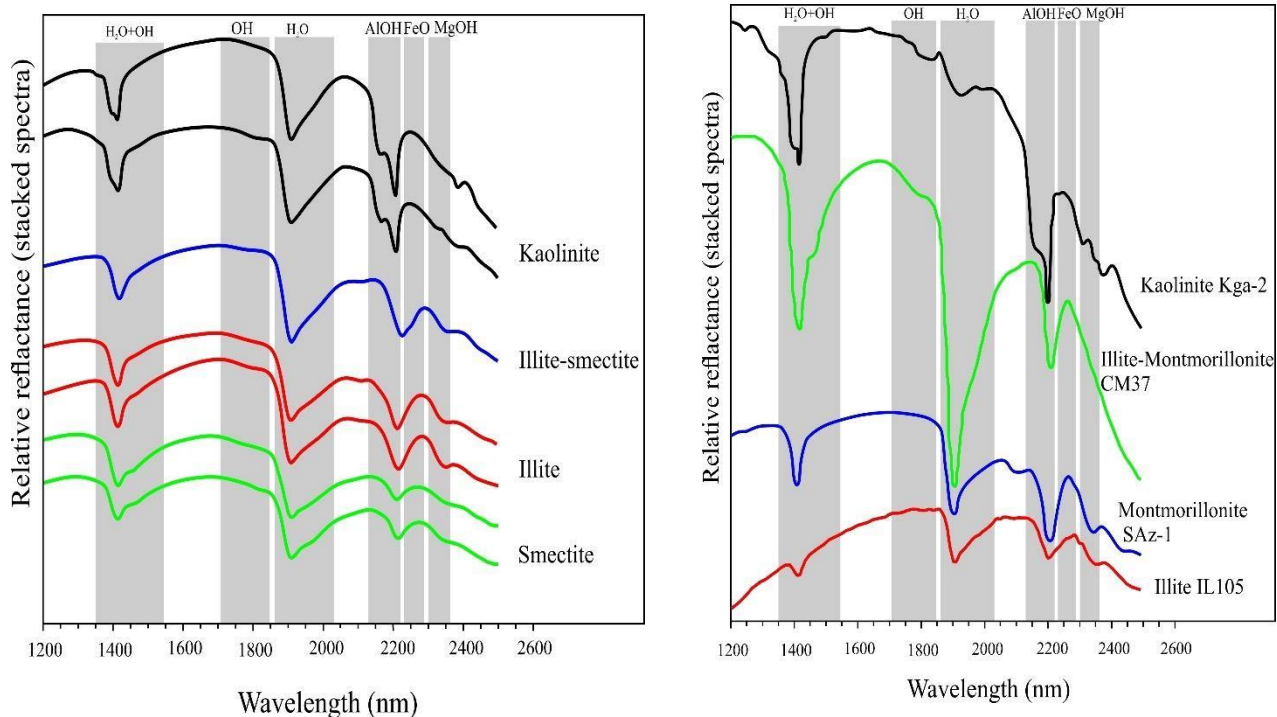 H₂O+OH
OH
H₂O
AlOH
FeO
MgOH
Relative reflactance (stacked spectra)
Kaolinite
Illite-smectite
Illite
Smectite
1200 1400 1600 1800 2000 2200 2400 2600
Wavelength (nm)
H₂O+OH
OH
H₂O
AlOH
FeO
MgOH
Relative reflactance (stacked spectra)
Kaolinite Kga-2
Illite-Montmorillonite
CM37
Montmorillonite
SAz-1
Illite IL105
1200 1400 1600 1800 2000 2200 2400 2600
Wavelength (nm)